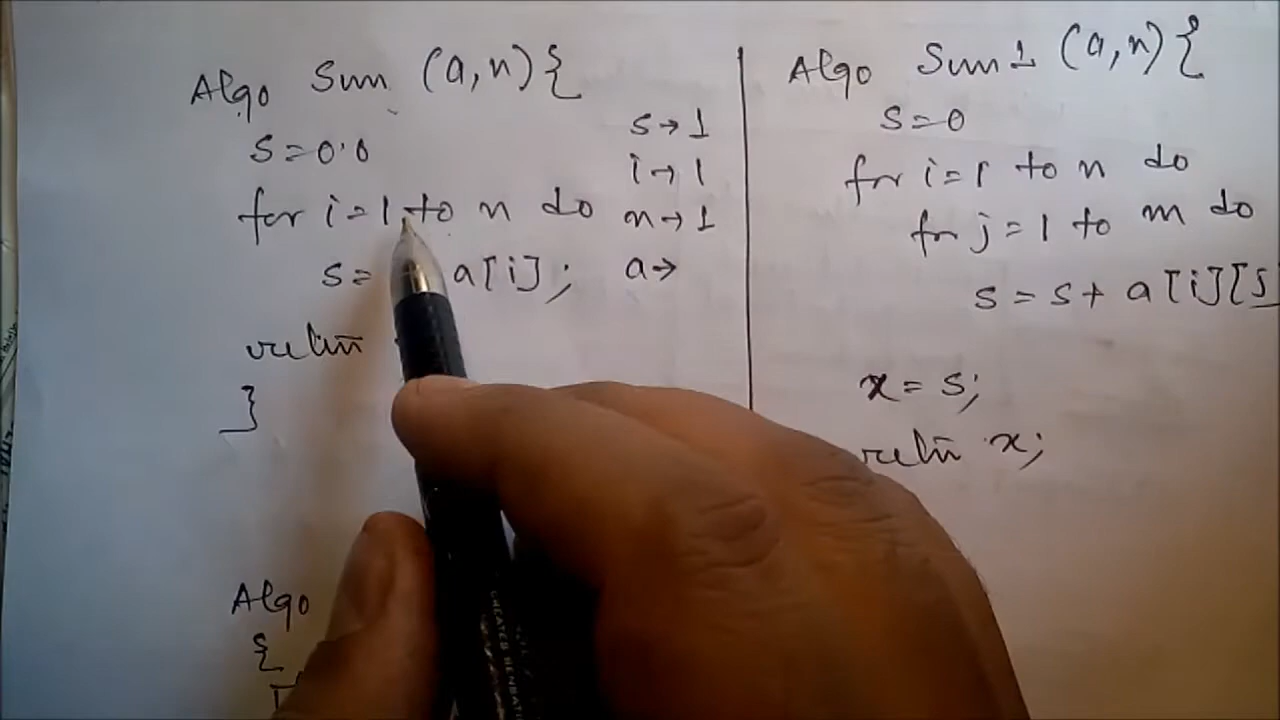 Algo Sum (a,n){
s=0.0
for i=1 to n do
s= a[i];
return
}
s→1
i→1
n→1
a→
Algo Sum1 (a,n){
s=0
for i=1 to n do
for j=1 to m do
s=s+ a[i][j]
x=s;
return x;
Algo
{